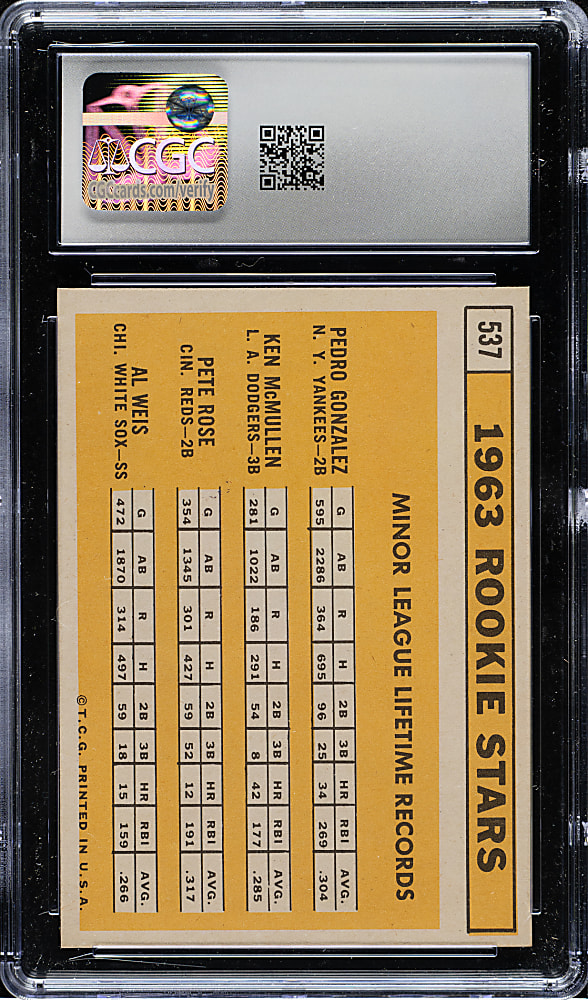 CGC
CGCcards.com/verify
537
1963 ROOKIE STARS
MINOR LEAGUE LIFETIME RECORDS
G AB R H 2B 3B HR RBI AVG.
PEDRO GONZALEZ
N. Y. YANKEES—2B 595 2286 364 695 96 25 34 269 .304
G AB R H 2B 3B HR RBI AVG.
KEN McMULLEN
L. A. DODGERS—3B 281 1022 186 291 54 8 42 177 .285
G AB R H 2B 3B HR RBI AVG.
PETE ROSE
CIN. REDS—2B 354 1345 301 427 59 52 12 191 .317
G AB R H 2B 3B HR RBI AVG.
AL WEIS
CHI. WHITE SOX—SS 472 1870 314 497 59 18 15 159 .266
© T.C.G. PRINTED IN U.S.A.